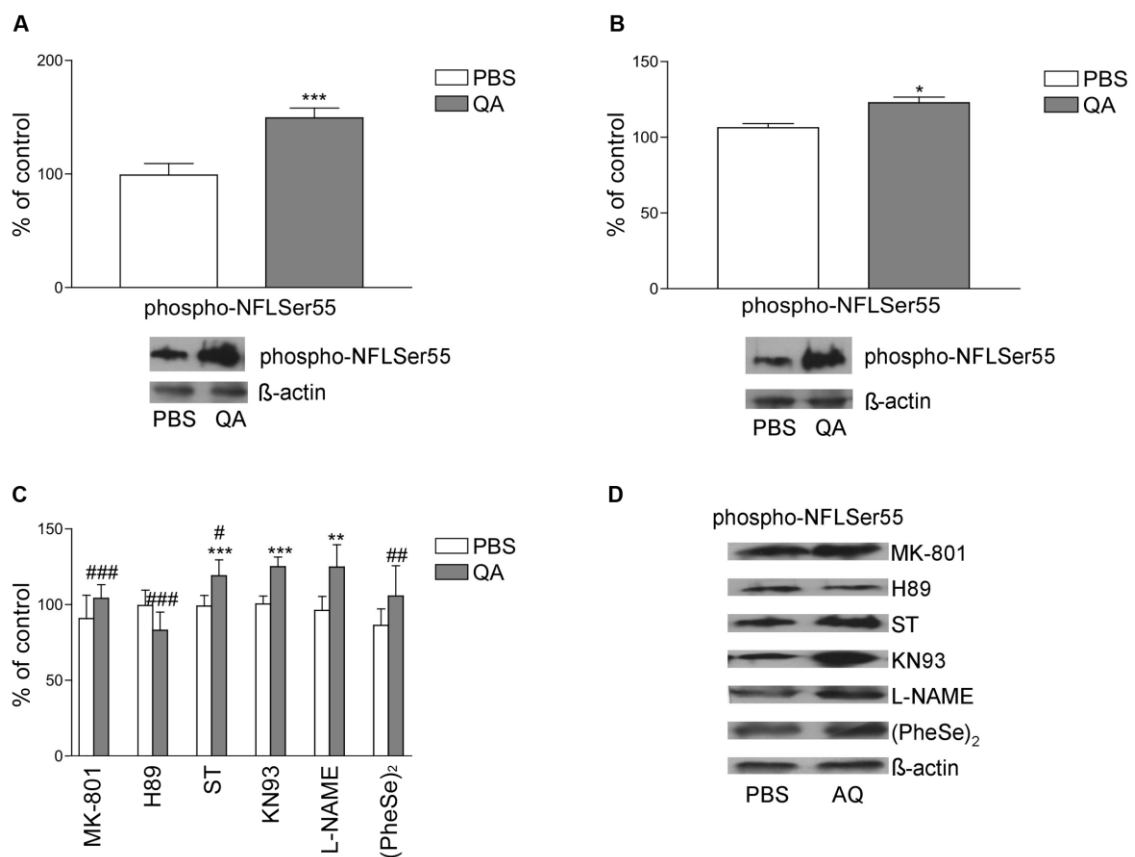 A
200
100
0
% of control
***
PBS
QA
phospho-NFLSer55
phospho-NFLSer55
ß-actin
PBS QA
B
150
100
50
0
% of control
*
PBS
QA
phospho-NFLSer55
phospho-NFLSer55
ß-actin
PBS QA
C
150
100
50
0
% of control
###
###
#
***
***
**
##
PBS
QA
MK-801
H89
ST
KN93
L-NAME
(PheSe)₂
D
phospho-NFLSer55
MK-801
H89
ST
KN93
L-NAME
(PheSe)₂
ß-actin
PBS AQ